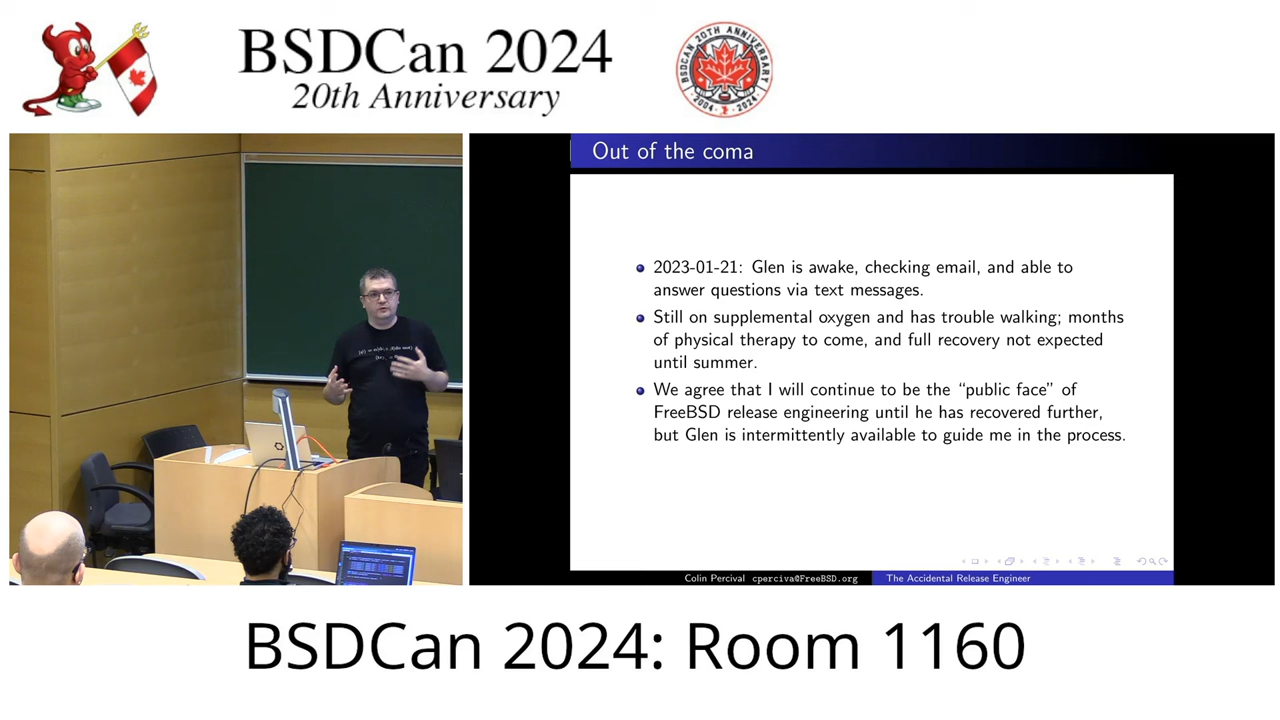 BSDCan 2024
20th Anniversary
BSDCAN 20TH ANNIVERSARY
2004 · 2024
Out of the coma
2023-01-21: Glen is awake, checking email, and able to
answer questions via text messages.
Still on supplemental oxygen and has trouble walking; months
of physical therapy to come, and full recovery not expected
until summer.
We agree that I will continue to be the “public face” of
FreeBSD release engineering until he has recovered further,
but Glen is intermittently available to guide me in the process.
Colin Percival cperciva@FreeBSD.org
The Accidental Release Engineer
BSDCan 2024: Room 1160